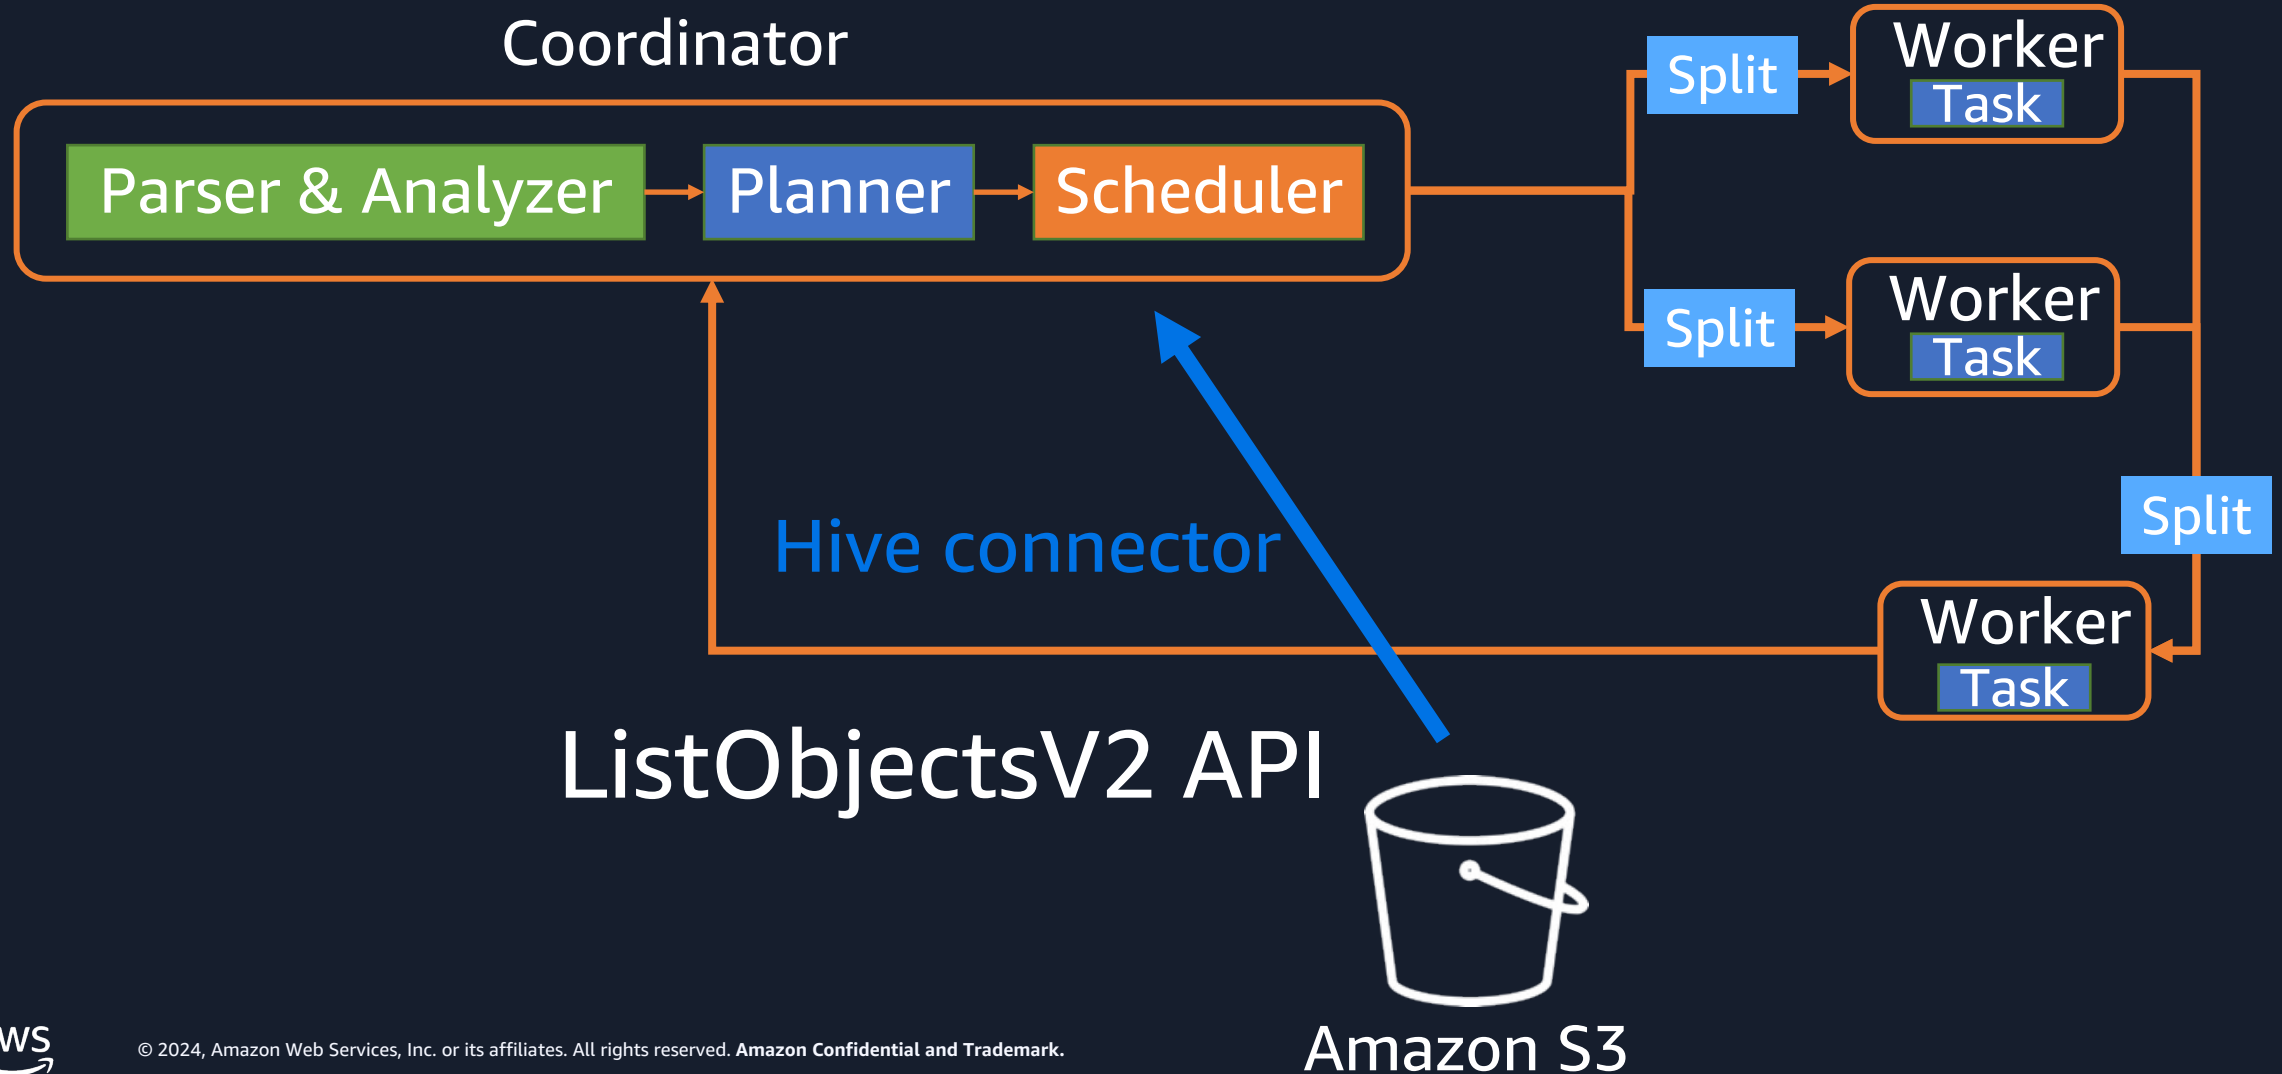 Coordinator
Parser & Analyzer
Planner
Scheduler
Split
Worker
Task
Split
Worker
Task
Split
Hive connector
Worker
Task
ListObjectsV2 API
Amazon S3
ws
© 2024, Amazon Web Services, Inc. or its affiliates. All rights reserved. Amazon Confidential and Trademark.